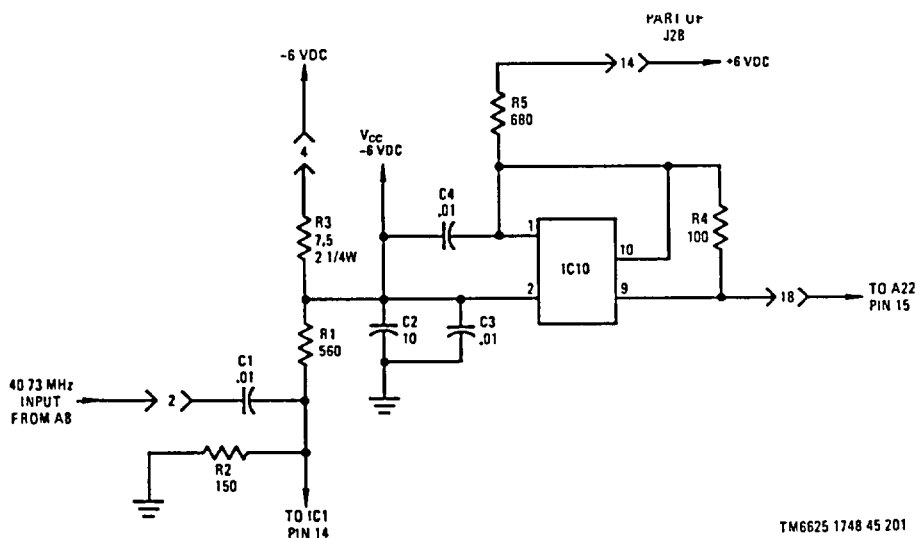 PART OF
J2B
-6 VDC
14
+6 VDC
R5
680
VCC
-6 VDC
4
C4
.01
R3
7.5
2 1/4W
1
R4
100
10
IC10
2
9
18
TO A22
PIN 15
R1
560
C2
10
C3
.01
C1
.01
40 73 MHz
INPUT
FROM A8
2
R2
150
TO IC1
PIN 14
TM6625 1748 45 201